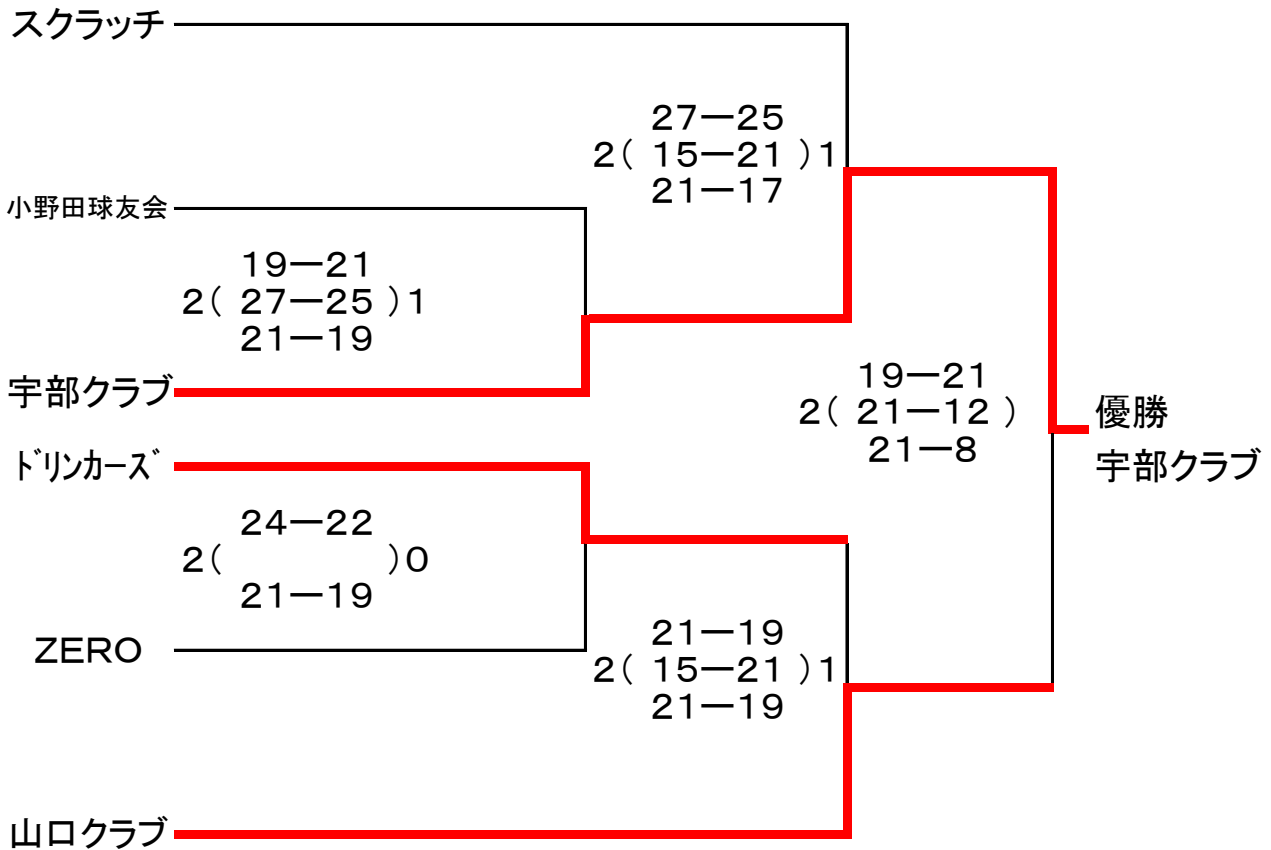 スクラッチ
27ー25
2( 15ー21 )1
21ー17
小野田球友会
19ー21
2( 27ー25 )1
21ー19
宇部クラブ
19ー21
2( 21ー12 )
21ー8
優勝
宇部クラブ
ﾄﾞﾘﾝｶｰｽﾞ
24ー22
2( )0
21ー19
ZERO
21ー19
2( 15ー21 )1
21ー19
山口クラブ